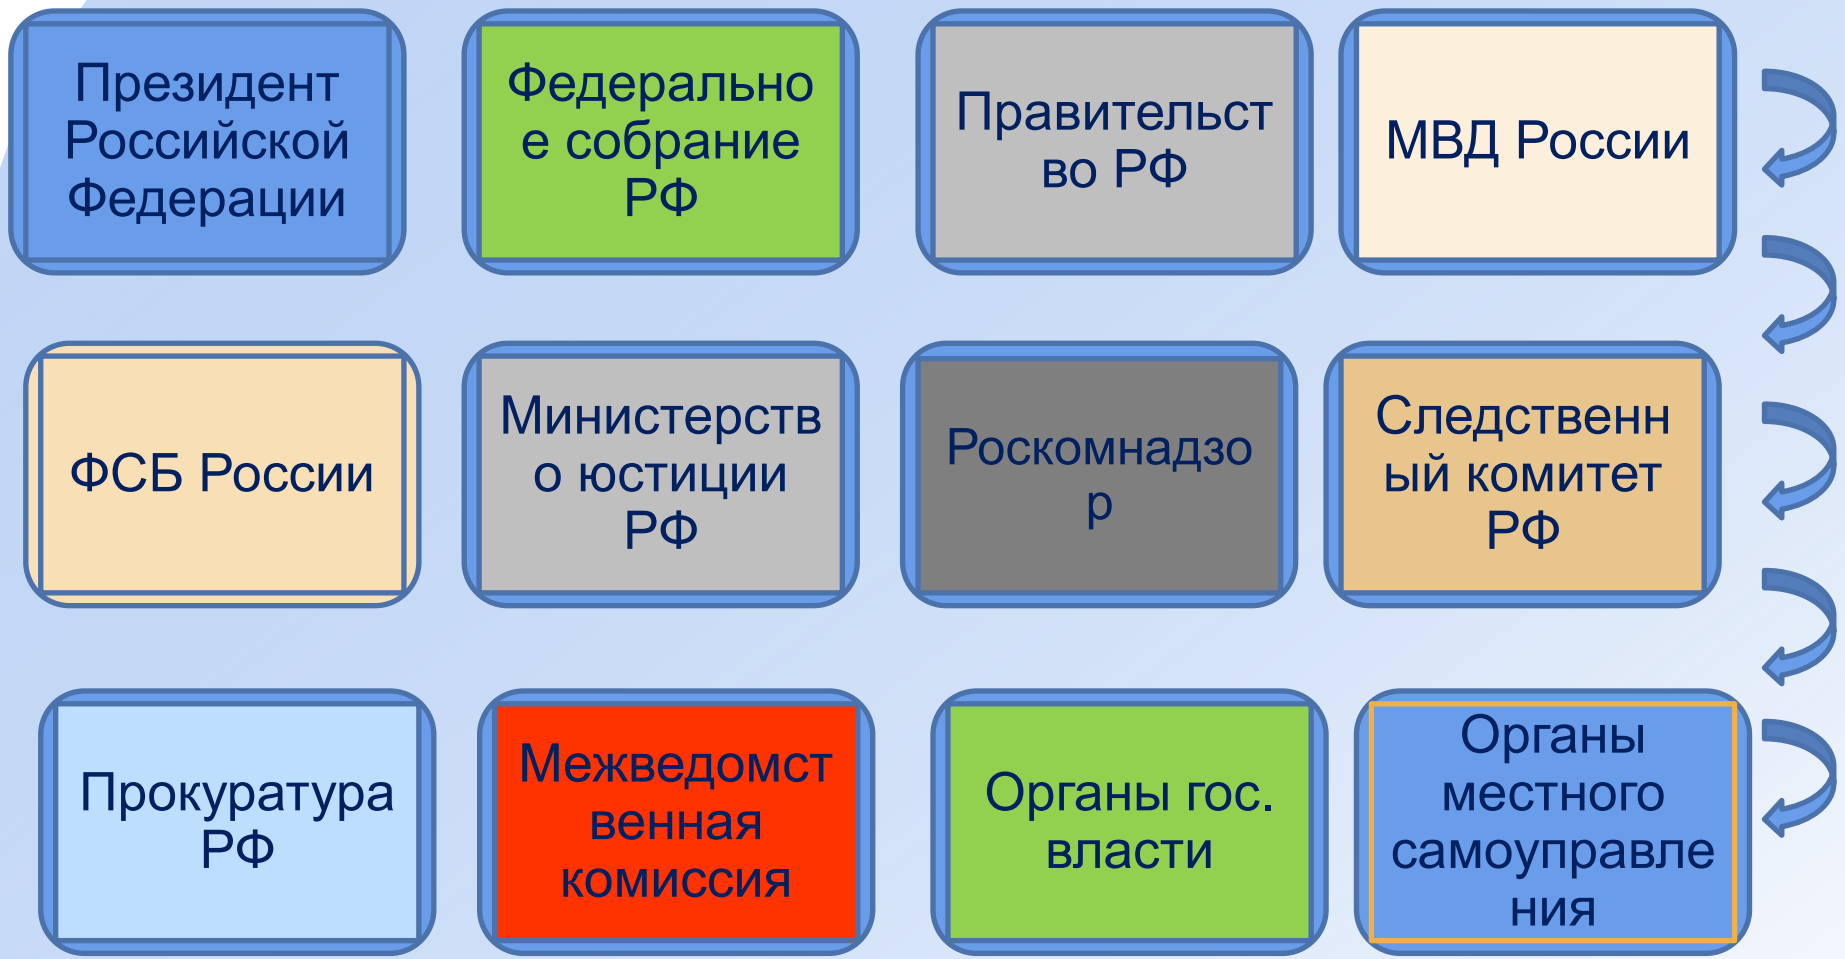 Президент
Российской
Федерации
Федерально
е собрание
РФ
Правительст
во РФ
МВД России
ФСБ России
Министерств
о юстиции
РФ
Роскомнадзо
р
Следственн
ый комитет
РФ
Прокуратура
РФ
Межведомст
венная
комиссия
Органы гос.
власти
Органы
местного
самоуправле
ния